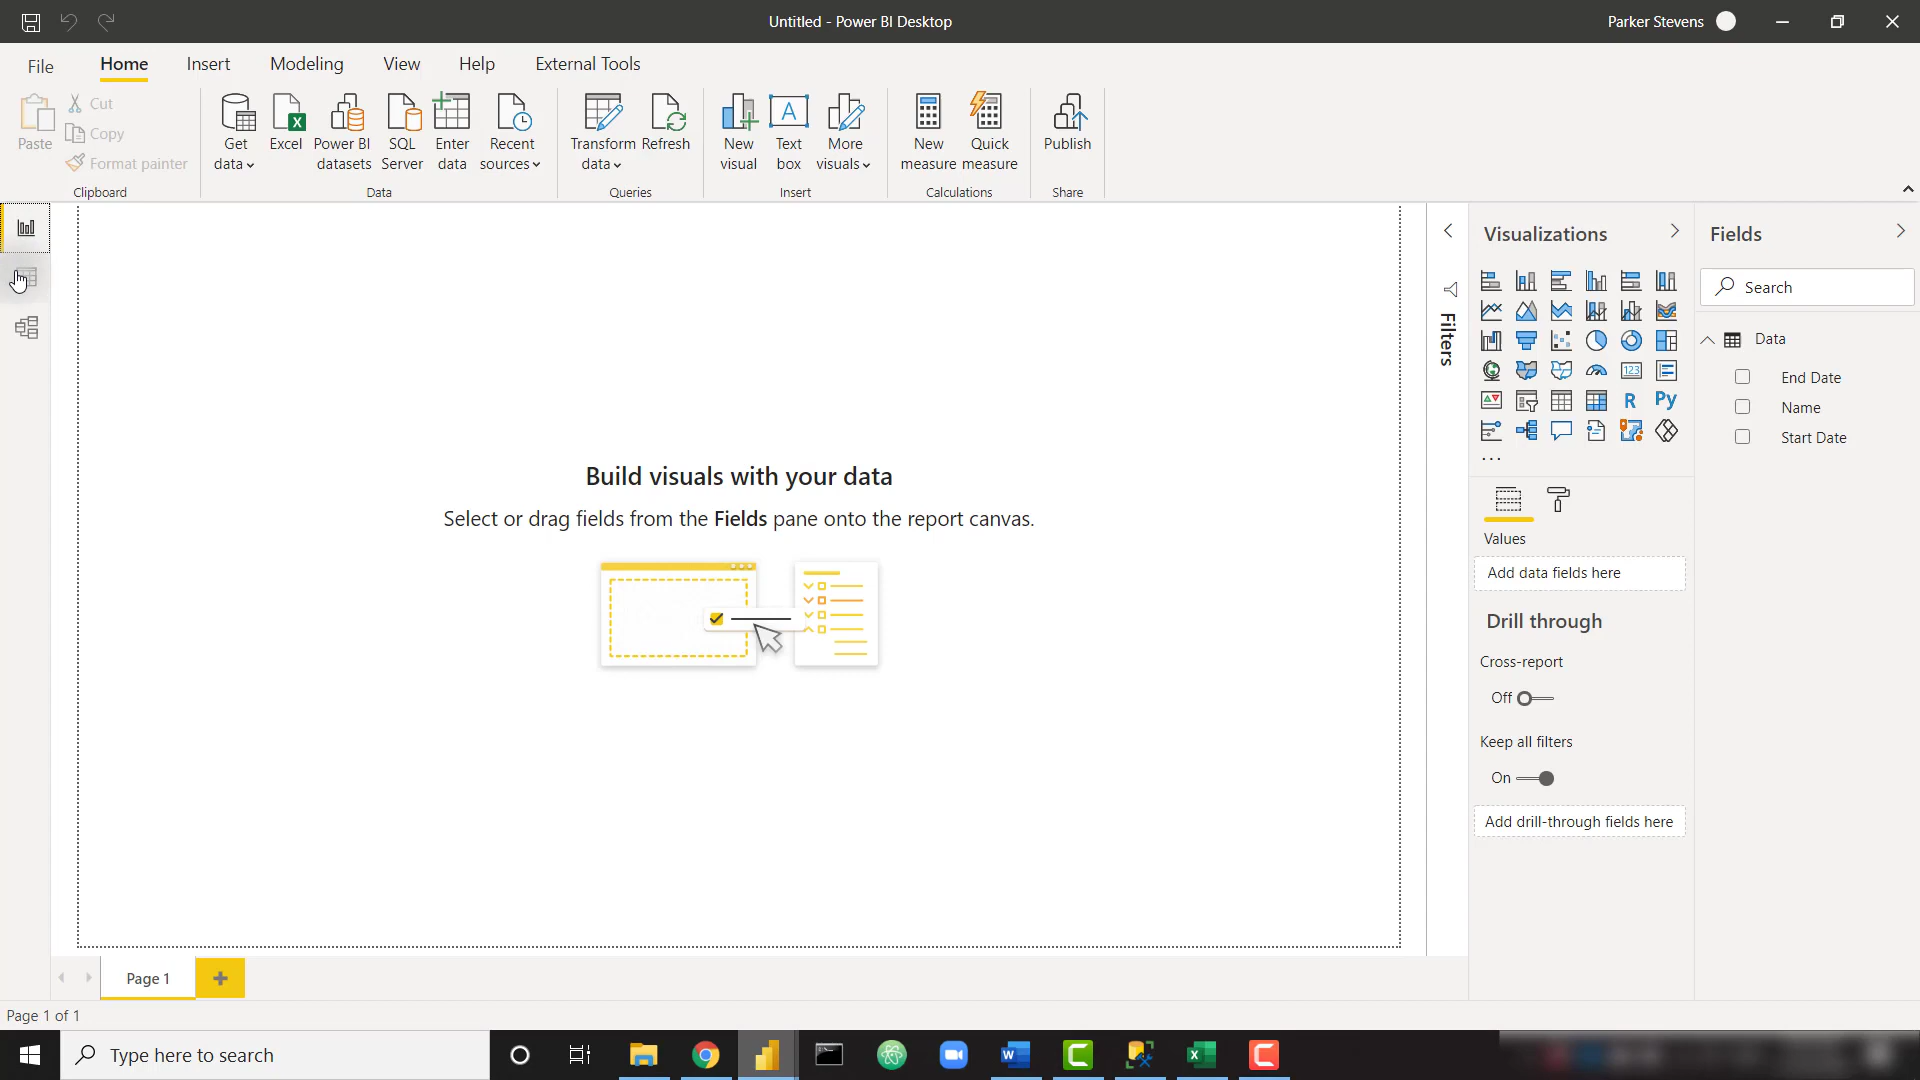 Untitled - Power BI Desktop
Parker Stevens
File
Home
Insert
Modeling
View
Help
External Tools
Paste
Cut
Copy
Format painter
Clipboard
Get data
Excel
Power BI datasets
SQL Server
Enter data
Recent sources
Data
Transform data
Refresh
Queries
New visual
Text box
More visuals
Insert
New measure
Quick measure
Calculations
Publish
Share
Build visuals with your data
Select or drag fields from the Fields pane onto the report canvas.
Filters
Visualizations
123
R
Py
Values
Add data fields here
Drill through
Cross-report
Off
Keep all filters
On
Add drill-through fields here
Fields
Search
Data
End Date
Name
Start Date
Page 1
Page 1 of 1
Type here to search